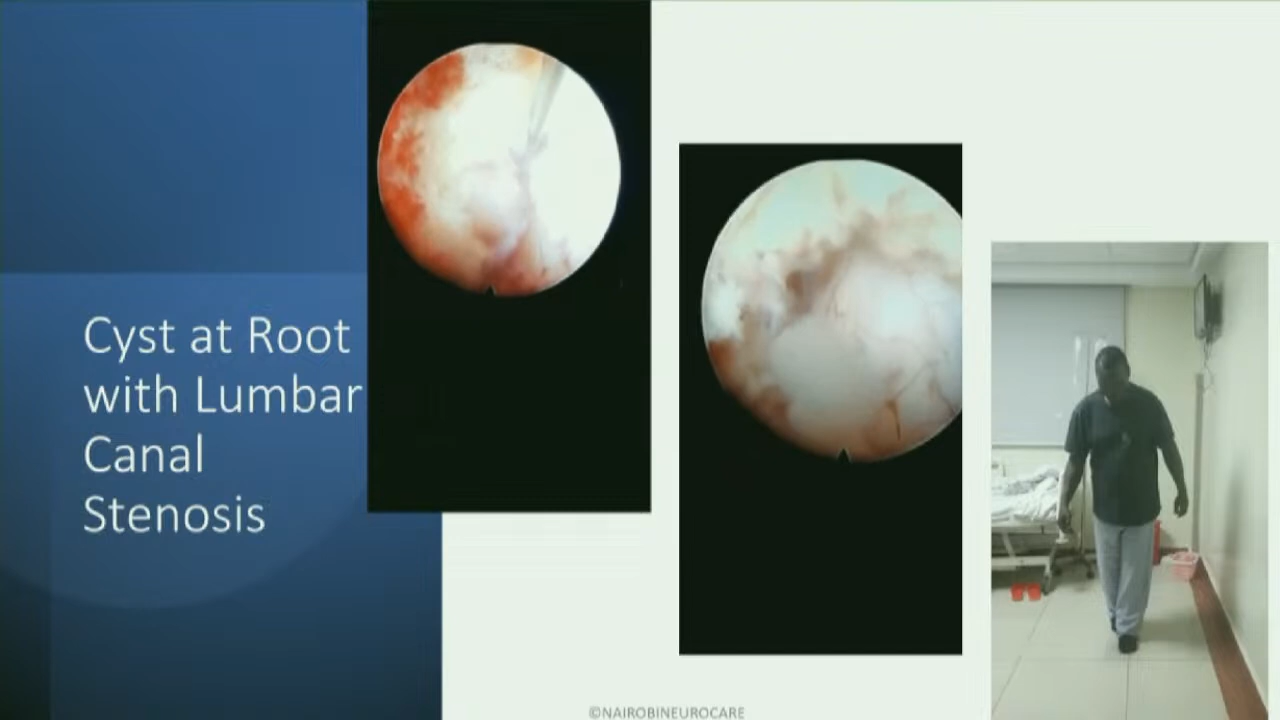 Cyst at Root
with Lumbar
Canal
Stenosis
©NAIROBINEUROCARE